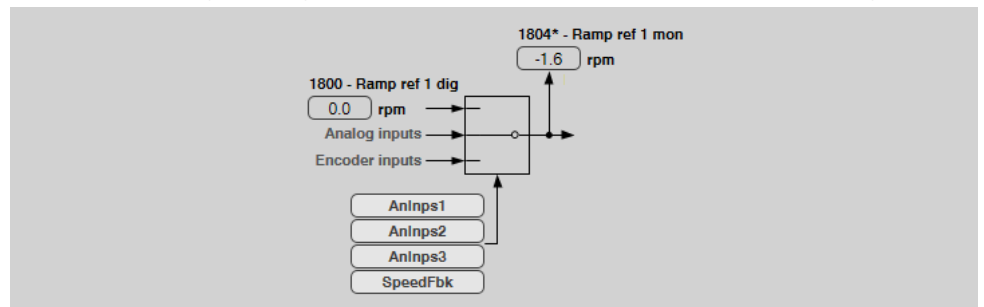 1804* - Ramp ref 1 mon
-1.6 rpm
1800 - Ramp ref 1 dig
0.0 rpm
Analog inputs
Encoder inputs
AnInps1
AnInps2
AnInps3
SpeedFbk